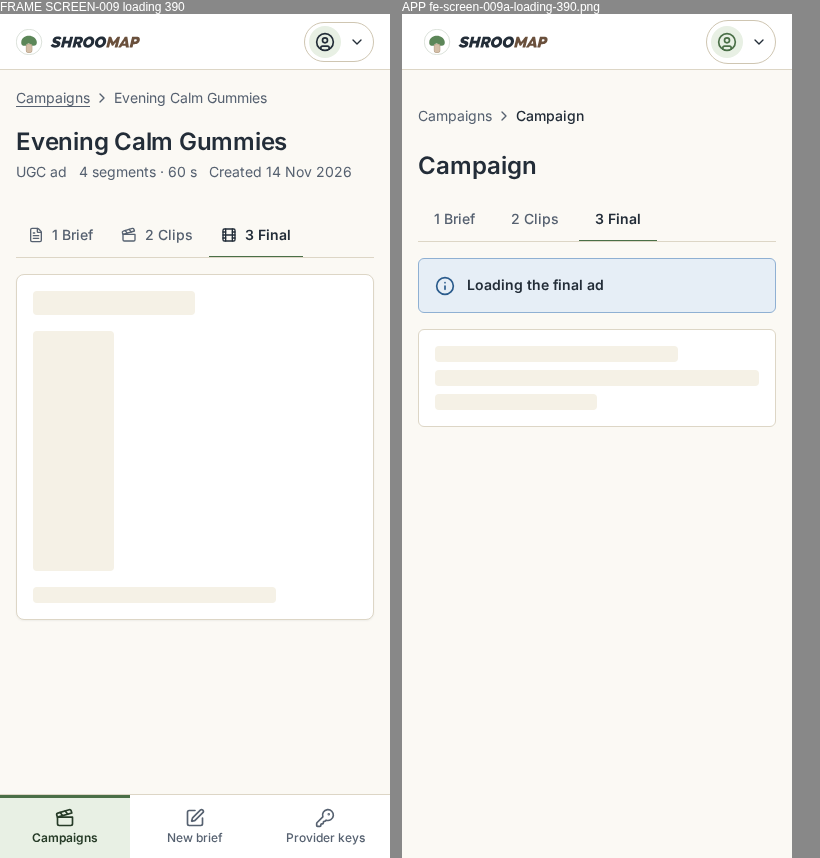 FRAME SCREEN-009 loading 390
SHROOMAP
Campaigns > Evening Calm Gummies
Evening Calm Gummies
UGC ad 4 segments · 60 s Created 14 Nov 2026
1 Brief 2 Clips 3 Final
Campaigns New brief Provider keys
APP fe-screen-009a-loading-390.png
SHROOMAP
Campaigns > Campaign
Campaign
1 Brief 2 Clips 3 Final
Loading the final ad